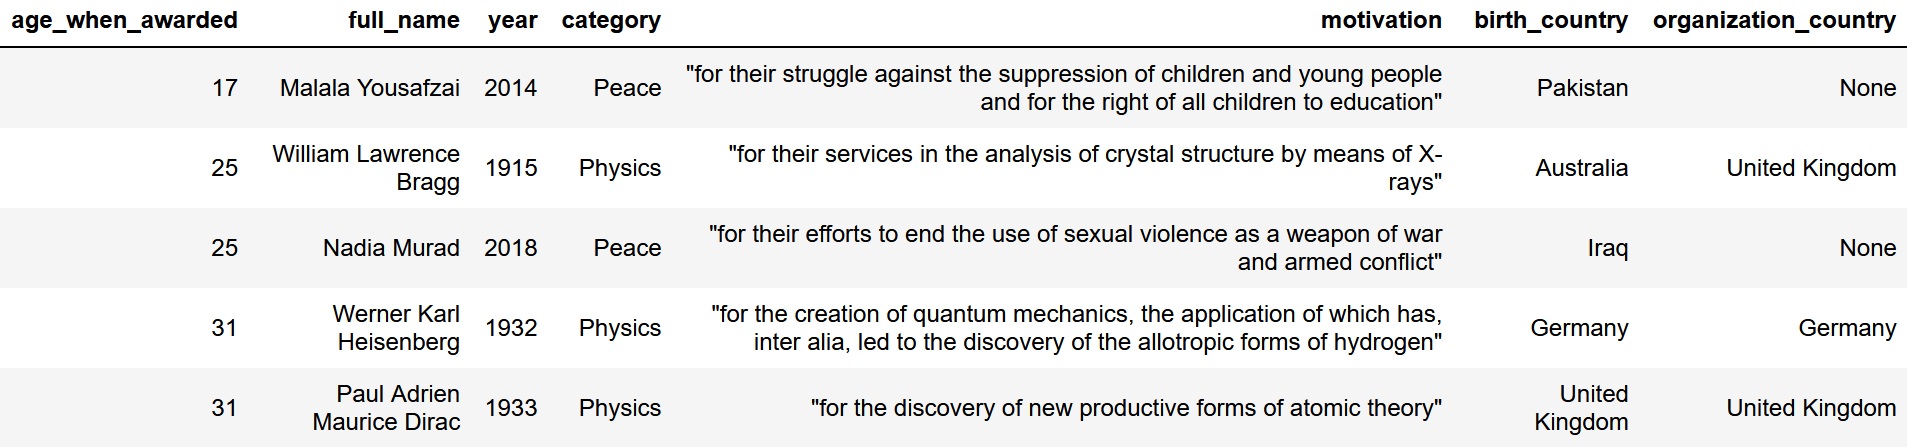 age_when_awarded full_name year category motivation birth_country organization_country
17 Malala Yousafzai 2014 Peace "for their struggle against the suppression of children and young people
and for the right of all children to education" Pakistan None
25 William Lawrence
Bragg 1915 Physics "for their services in the analysis of crystal structure by means of X-
rays" Australia United Kingdom
25 Nadia Murad 2018 Peace "for their efforts to end the use of sexual violence as a weapon of war
and armed conflict" Iraq None
31 Werner Karl
Heisenberg 1932 Physics "for the creation of quantum mechanics, the application of which has,
inter alia, led to the discovery of the allotropic forms of hydrogen" Germany Germany
31 Paul Adrien
Maurice Dirac 1933 Physics "for the discovery of new productive forms of atomic theory" United
Kingdom United Kingdom